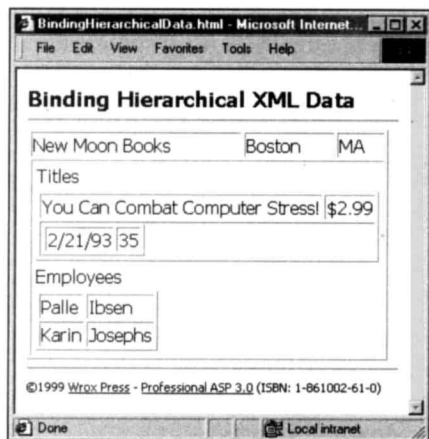 BindingHierarchicalData.html - Microsoft Internet...
File Edit View Favorites Tools Help
Binding Hierarchical XML Data
New Moon Books Boston MA
Titles
You Can Combat Computer Stress! $2.99
2/21/93 35
Employees
Palle Ibsen
Karin Josephs
©1999 Wrox Press - Professional ASP 3.0 (ISBN: 1-861002-61-0)
Done Local intranet